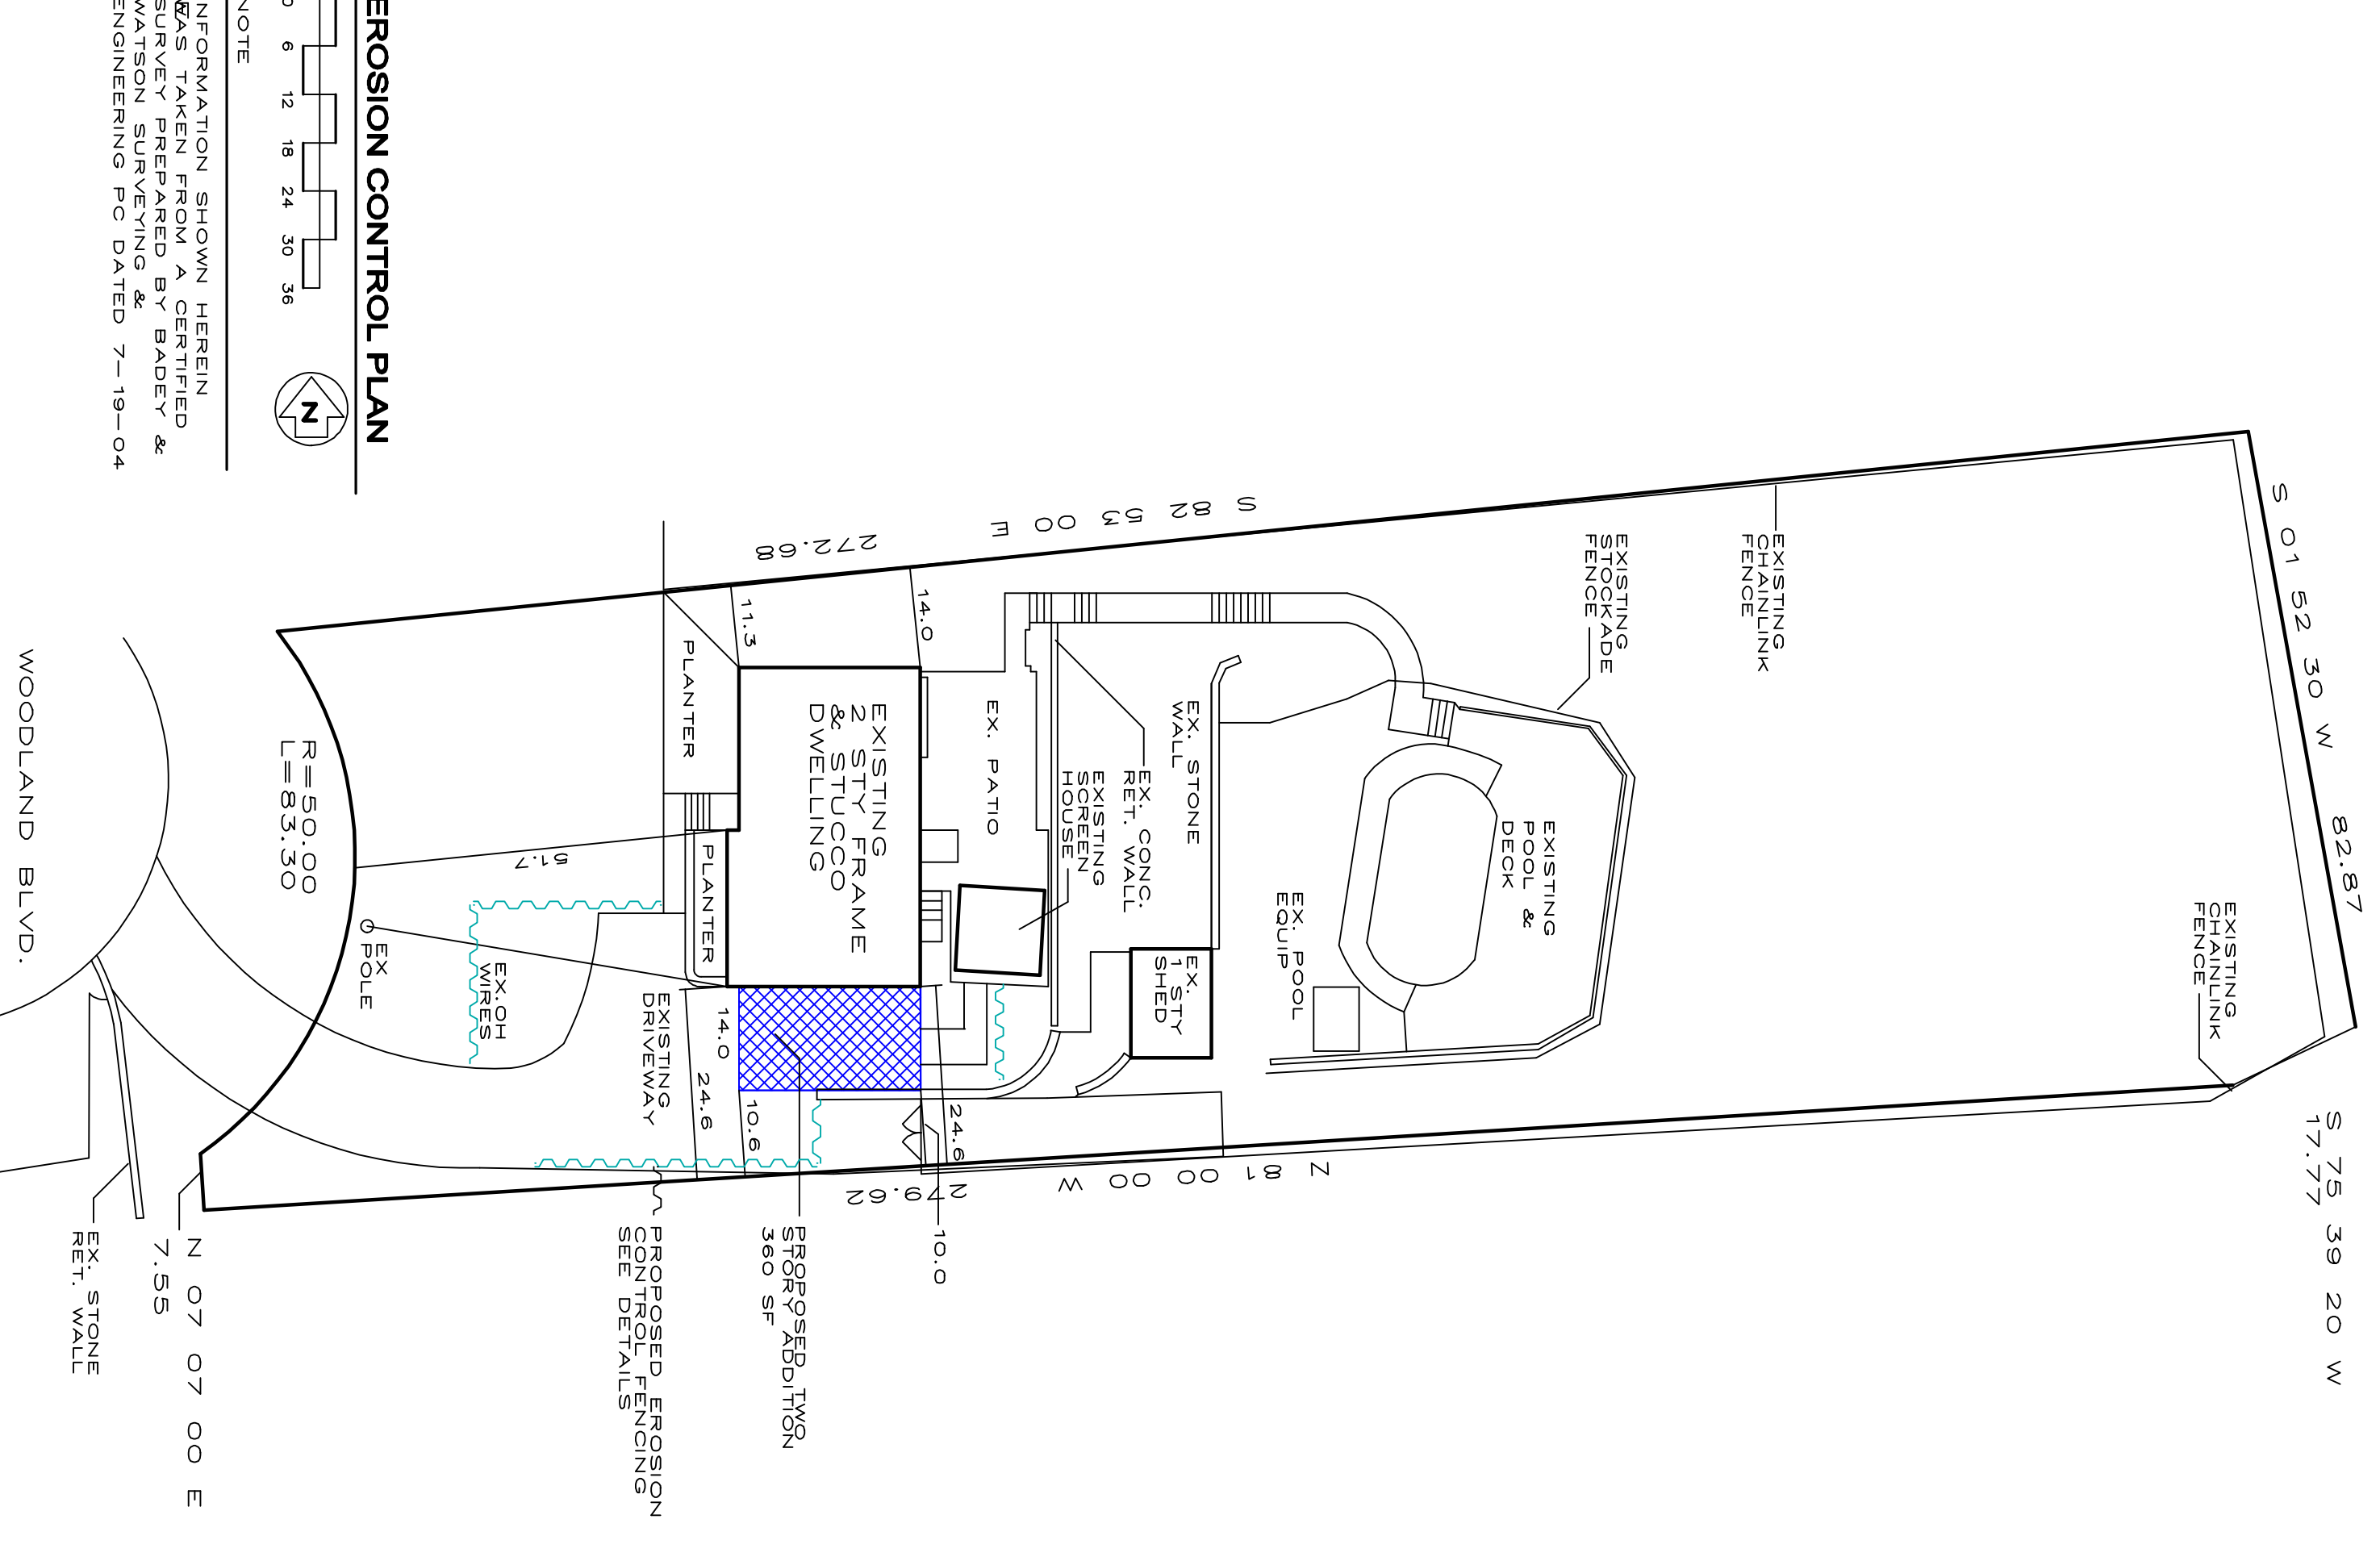 EROSION CONTROL PLAN
6 12 18 24 30 36
N
NOTE
NFORMATION SHOWN HEREIN
AS TAKEN FROM A CERTIFIED
SURVEY PREPARED BY BADEY &
WATSON SURVEYING &
ENGINEERING PC DATED 7-19-04
WOODLAND BLVD.
R=50.00
L=83.30
S 82 53 00 E
272.68
S 01 52 30 W 82.87
S 75 39 20 W
17.77
N 81 00 00 W
279.62
N 07 07 00 E
7.55
EXISTING
STOCKADE
FENCE
EXISTING
CHAINLINK
FENCE
EXISTING
CHAINLINK
FENCE
11.3
14.0
PLANTER
PLANTER
EXISTING
2 STY FRAME
& STUCCO
DWELLING
EX. PATIO
EXISTING
SCREEN
HOUSE
EX. CONC.
RET. WALL
EX. STONE
WALL
EXISTING
POOL &
DECK
EX. POOL
EQUIP
EX.
1 STY
SHED
51.7
EX.
POLE
EX.OH
WIRES
EXISTING
DRIVEWAY
14.0
24.6
10.6
24.6
10.0
PROPOSED TWO
STORY ADDITION
360 SF
PROPOSED EROSION
CONTROL FENCING
SEE DETAILS
EX. STONE
RET. WALL